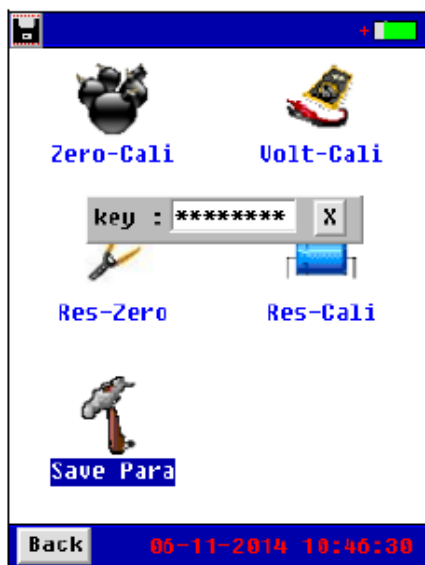 Zero-Cali Volt-Cali
key : ******** X
Res-Zero Res-Cali
Save Para
Back 06-11-2014 10:46:30